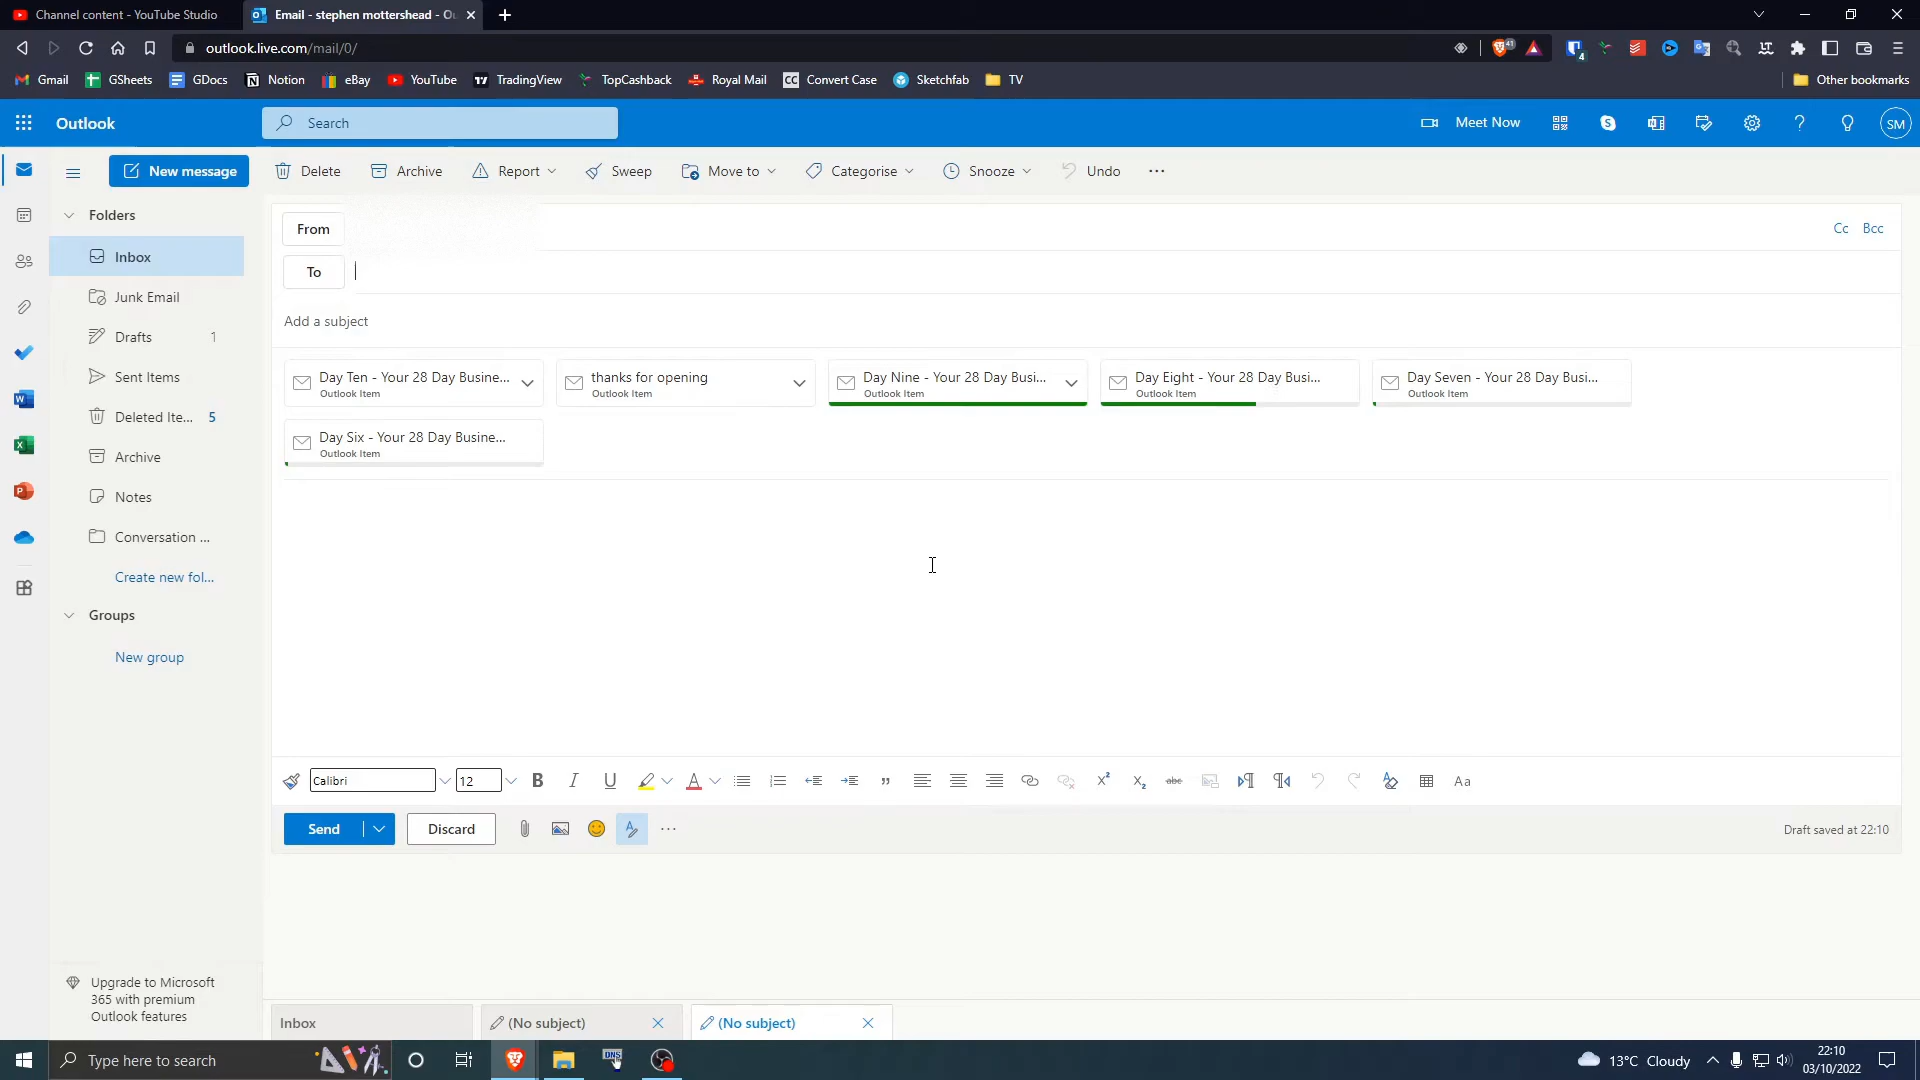 Channel content - YouTube Studio
Email - stephen mottershead - Ou
outlook.live.com/mail/0/
41
4
Gmail
GSheets
GDocs
Notion
eBay
YouTube
TradingView
TopCashback
Royal Mail
CC Convert Case
Sketchfab
TV
Other bookmarks
Outlook
Search
Meet Now
SM
New message
Delete
Archive
Report
Sweep
Move to
Categorise
Snooze
Undo
Folders
Inbox
Junk Email
Drafts 1
Sent Items
Deleted Ite... 5
Archive
Notes
Conversation ...
Create new fol...
Groups
New group
From
Cc Bcc
To
Add a subject
Day Ten - Your 28 Day Busine...
Outlook Item
thanks for opening
Outlook Item
Day Nine - Your 28 Day Busi...
Outlook Item
Day Eight - Your 28 Day Busi...
Outlook Item
Day Seven - Your 28 Day Busi...
Outlook Item
Day Six - Your 28 Day Busine...
Outlook Item
Calibri
12
B I U
A
abc
Aa
Send
Discard
Draft saved at 22:10
Upgrade to Microsoft
365 with premium
Outlook features
Inbox
(No subject)
(No subject)
Type here to search
DNS
13°C Cloudy
22:10
03/10/2022